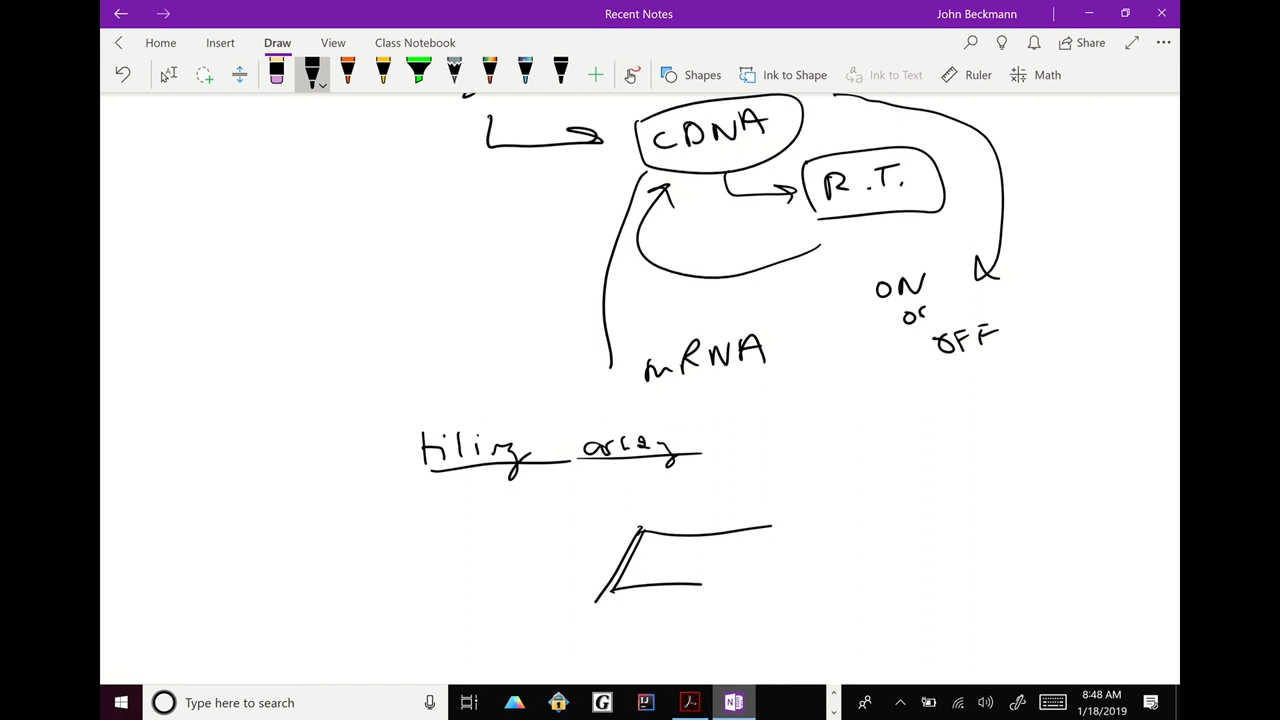 Recent Notes
John Beckmann
Home Insert Draw View Class Notebook
Share
Shapes Ink to Shape Ink to Text Ruler Math
CDNA
R.T.
ON
or
OFF
mRNA
tiling array
Type here to search
8:48 AM
1/18/2019